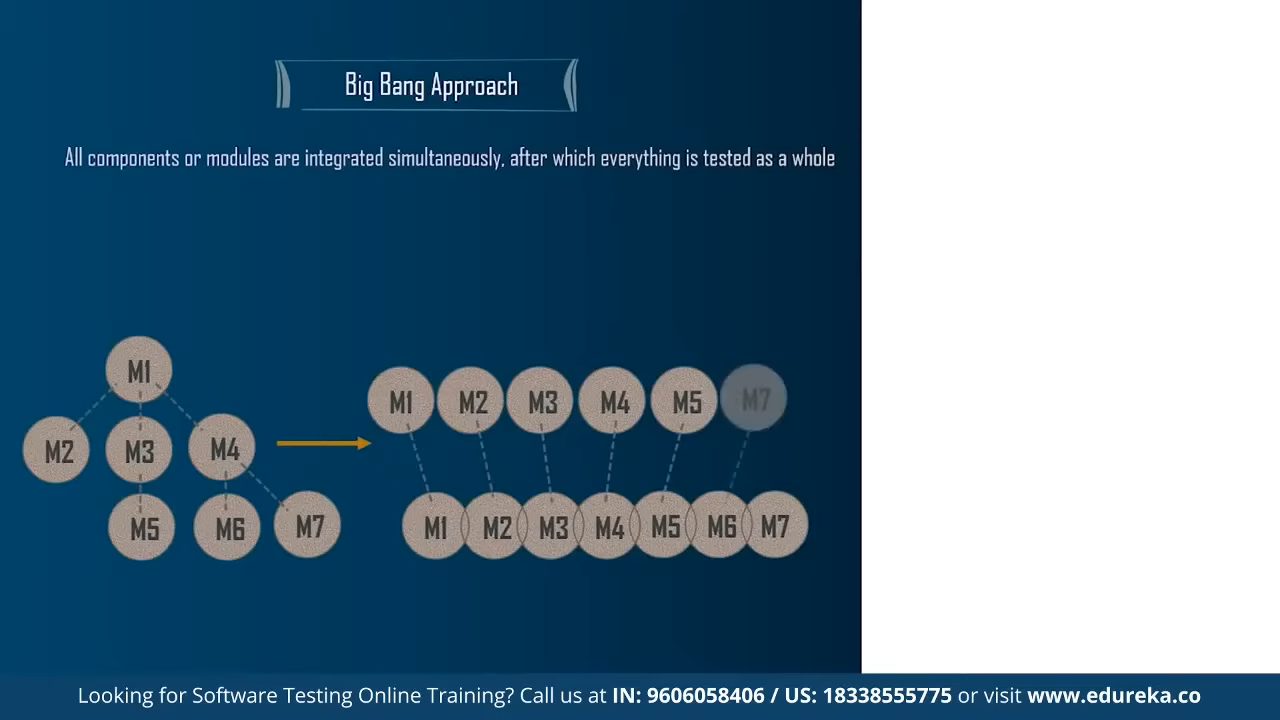 Big Bang Approach
All components or modules are integrated simultaneously, after which everything is tested as a whole
M1
M2 M3 M4
M5 M6 M7
M1 M2 M3 M4 M5 M7
M1 M2 M3 M4 M5 M6 M7
Looking for Software Testing Online Training? Call us at IN: 9606058406 / US: 18338555775 or visit www.edureka.co